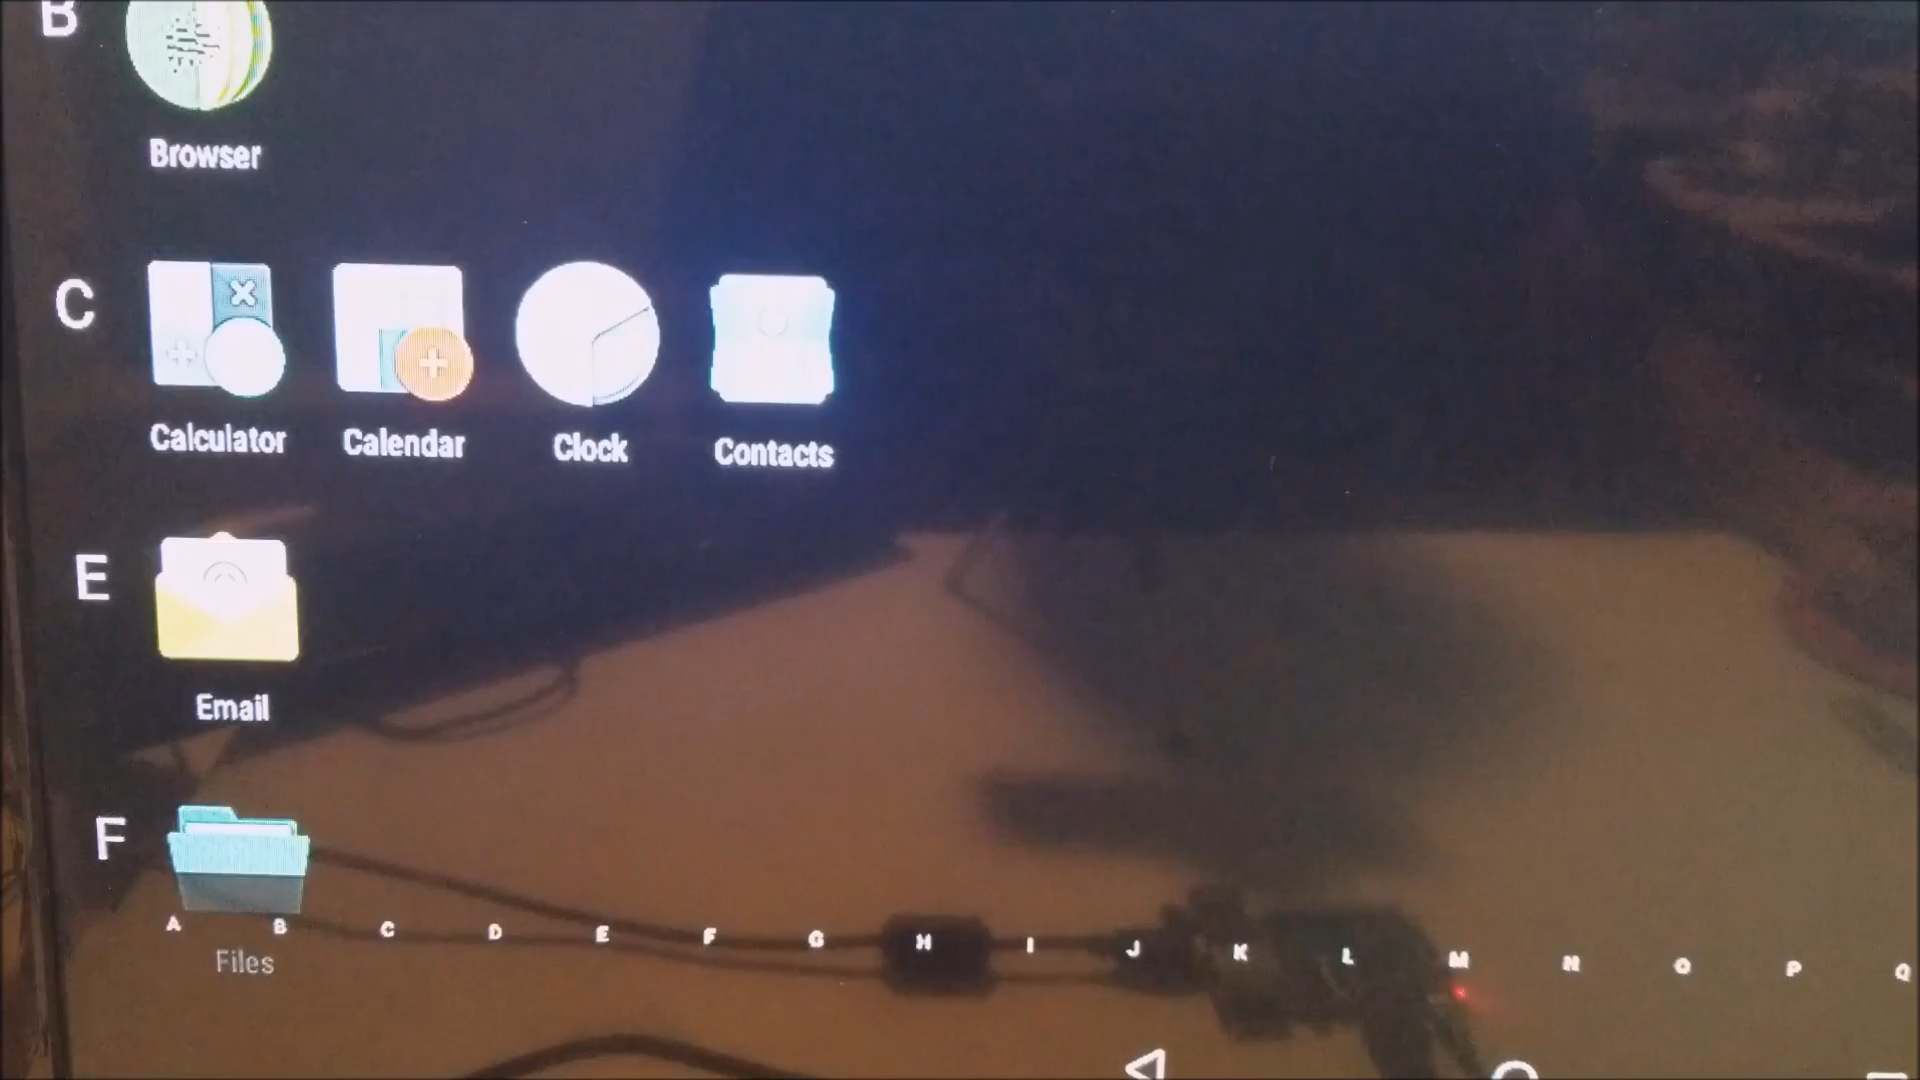 B
Browser
C
Calculator Calendar Clock Contacts
E
Email
F
A B C D E F G H I J K L M N O P Q
Files